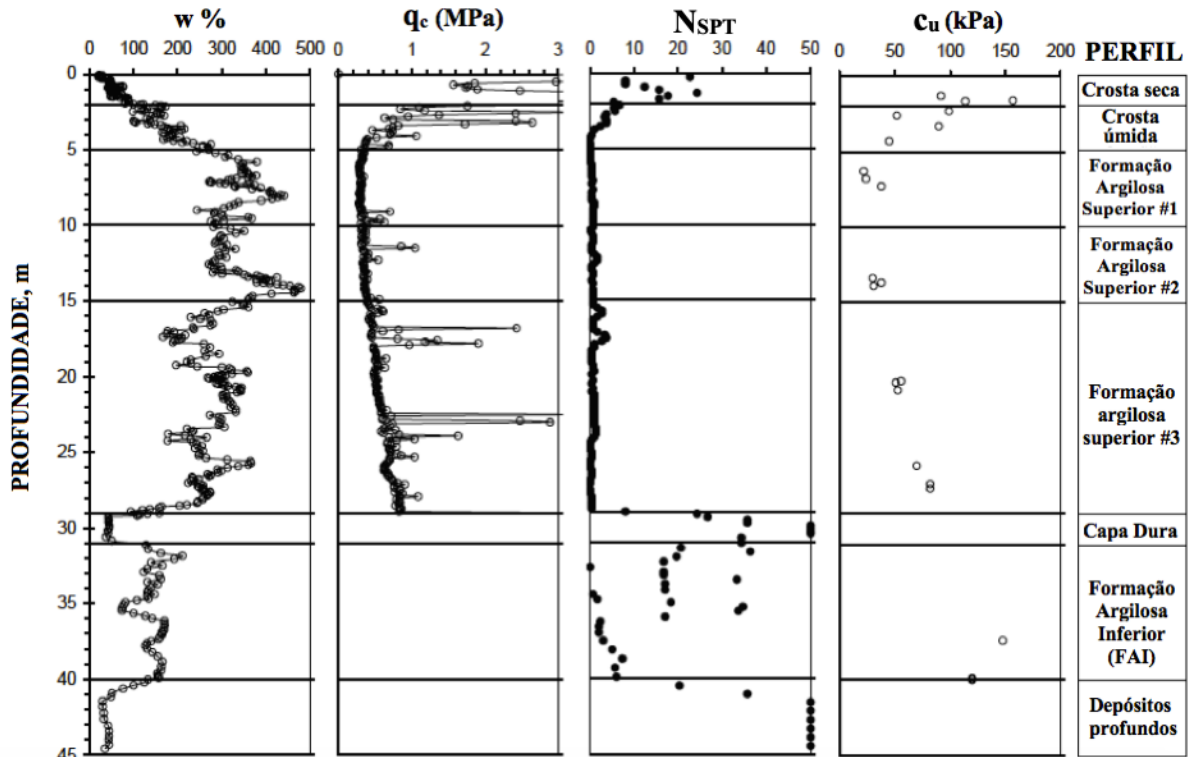 w %
q_c (MPa)
N_SPT
c_u (kPa)
PERFIL
0 100 200 300 400 500
0 1 2 3
0 10 20 30 40 50
0 50 100 150 200
PROFUNDIDADE, m
0
5
10
15
20
25
30
35
40
45
Crosta seca
Crosta
úmida
Formação
Argilosa
Superior #1
Formação
Argilosa
Superior #2
Formação
argilosa
superior #3
Capa Dura
Formação
Argilosa
Inferior
(FAI)
Depósitos
profundos